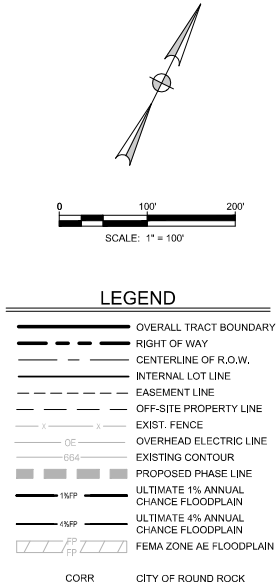 0 100' 200'
SCALE: 1" = 100'
LEGEND
OVERALL TRACT BOUNDARY
RIGHT OF WAY
CENTERLINE OF R.O.W.
INTERNAL LOT LINE
EASEMENT LINE
OFF-SITE PROPERTY LINE
x x EXIST. FENCE
OE OVERHEAD ELECTRIC LINE
664 EXISTING CONTOUR
PROPOSED PHASE LINE
1%FP ULTIMATE 1% ANNUAL
CHANCE FLOODPLAIN
4%FP ULTIMATE 4% ANNUAL
CHANCE FLOODPLAIN
FP
FP FEMA ZONE AE FLOODPLAIN
CORR CITY OF ROUND ROCK